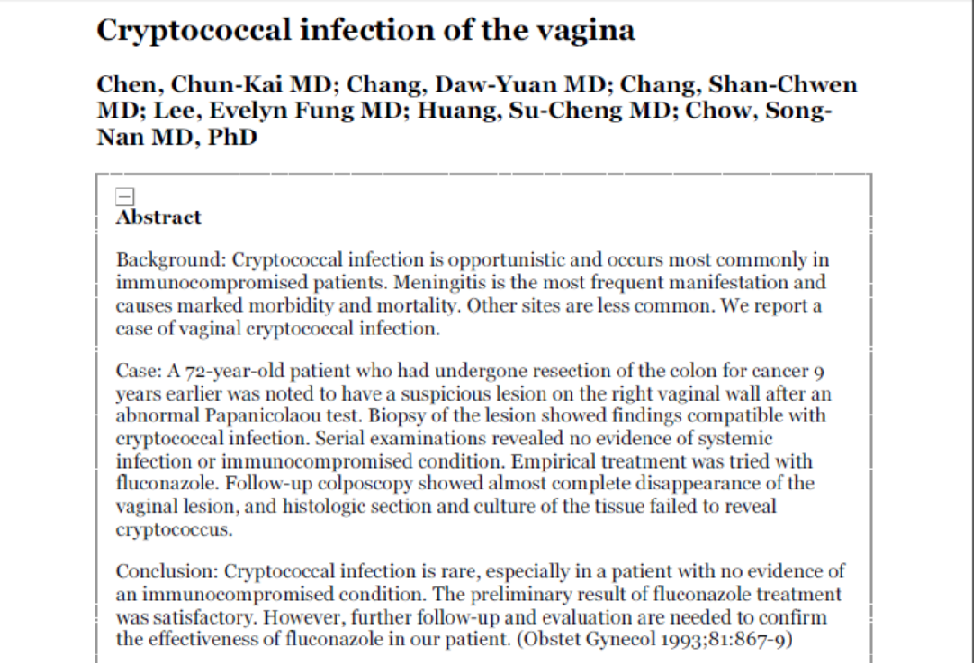 Cryptococcal infection of the vagina
Chen, Chun-Kai MD; Chang, Daw-Yuan MD; Chang, Shan-Chwen
MD; Lee, Evelyn Fung MD; Huang, Su-Cheng MD; Chow, Song-
Nan MD, PhD
Abstract
Background: Cryptococcal infection is opportunistic and occurs most commonly in
immunocompromised patients. Meningitis is the most frequent manifestation and
causes marked morbidity and mortality. Other sites are less common. We report a
case of vaginal cryptococcal infection.
Case: A 72-year-old patient who had undergone resection of the colon for cancer 9
years earlier was noted to have a suspicious lesion on the right vaginal wall after an
abnormal Papanicolaou test. Biopsy of the lesion showed findings compatible with
cryptococcal infection. Serial examinations revealed no evidence of systemic
infection or immunocompromised condition. Empirical treatment was tried with
fluconazole. Follow-up colposcopy showed almost complete disappearance of the
vaginal lesion, and histologic section and culture of the tissue failed to reveal
cryptococcus.
Conclusion: Cryptococcal infection is rare, especially in a patient with no evidence of
an immunocompromised condition. The preliminary result of fluconazole treatment
was satisfactory. However, further follow-up and evaluation are needed to confirm
the effectiveness of fluconazole in our patient. (Obstet Gynecol 1993;81:867-9)